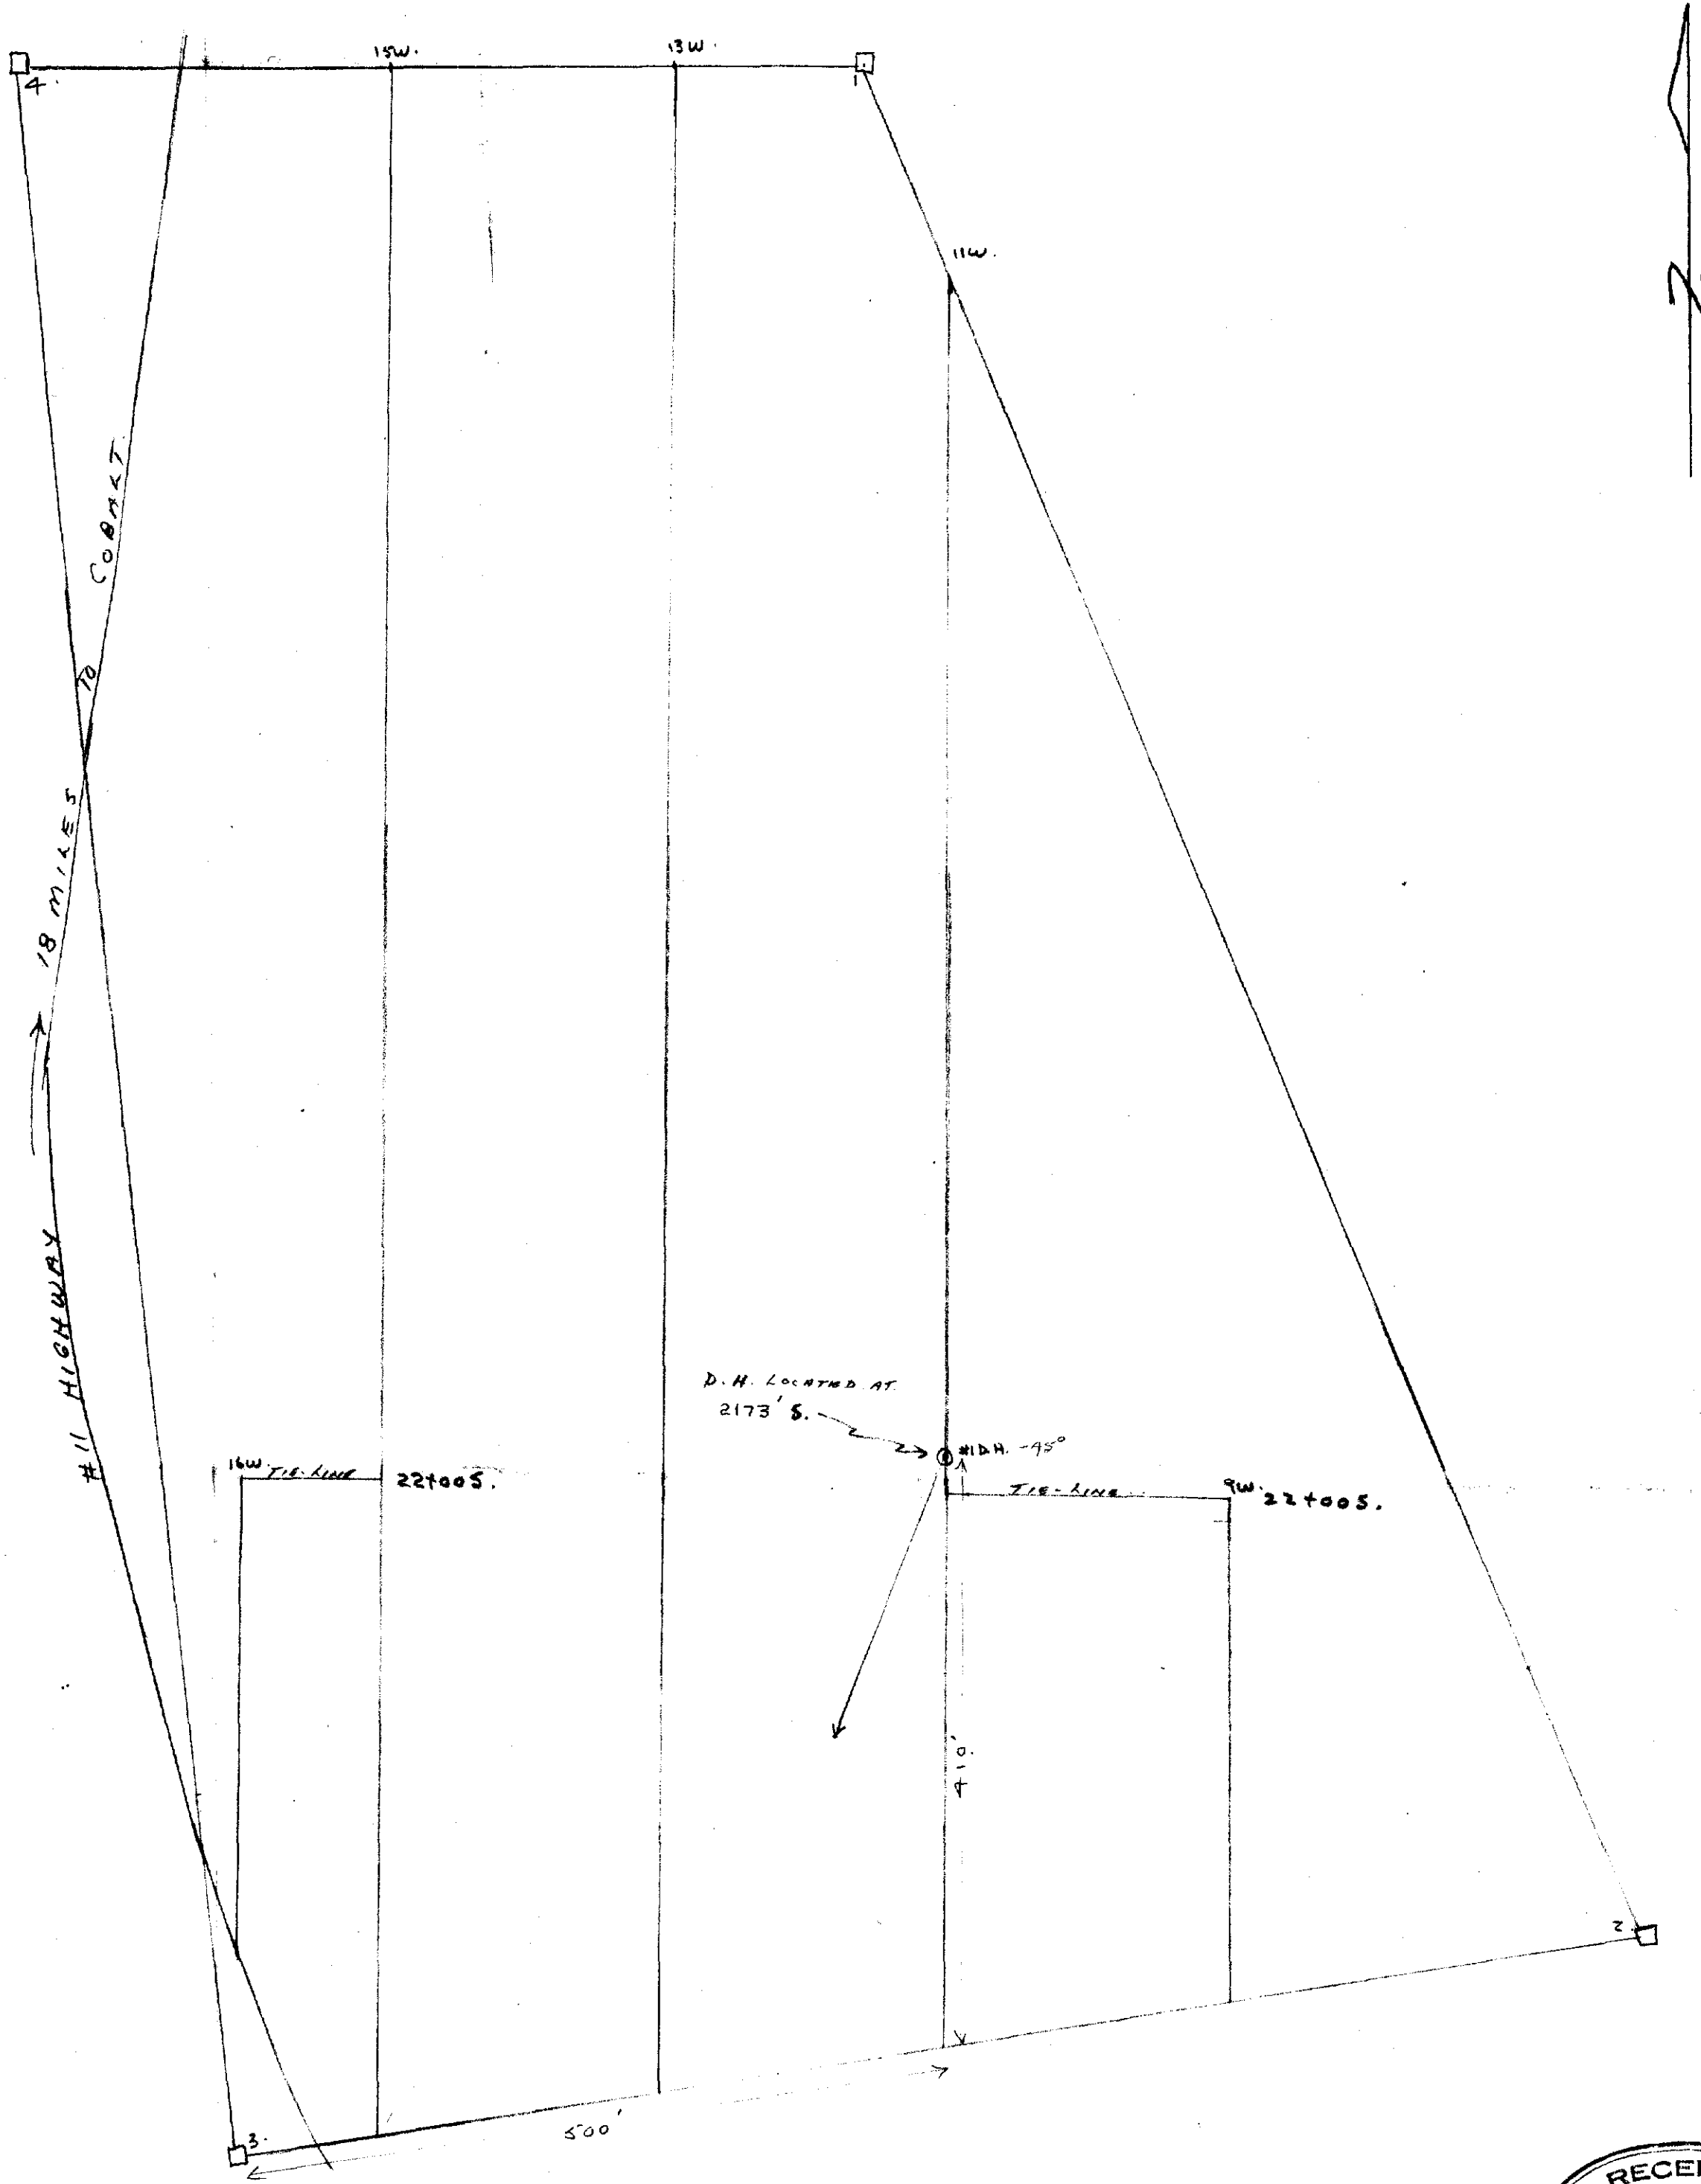 15W.
13W.
4.
1
11W.
N
#11 HIGHWAY 18 MILES TO COBALT.
D.H. LOCATED AT
2173' S.
#1 D.H. -45°
16W. TIE-LINE 22+00S.
TIE-LINE 9W. 22+00S.
410'
2.
3.
500'